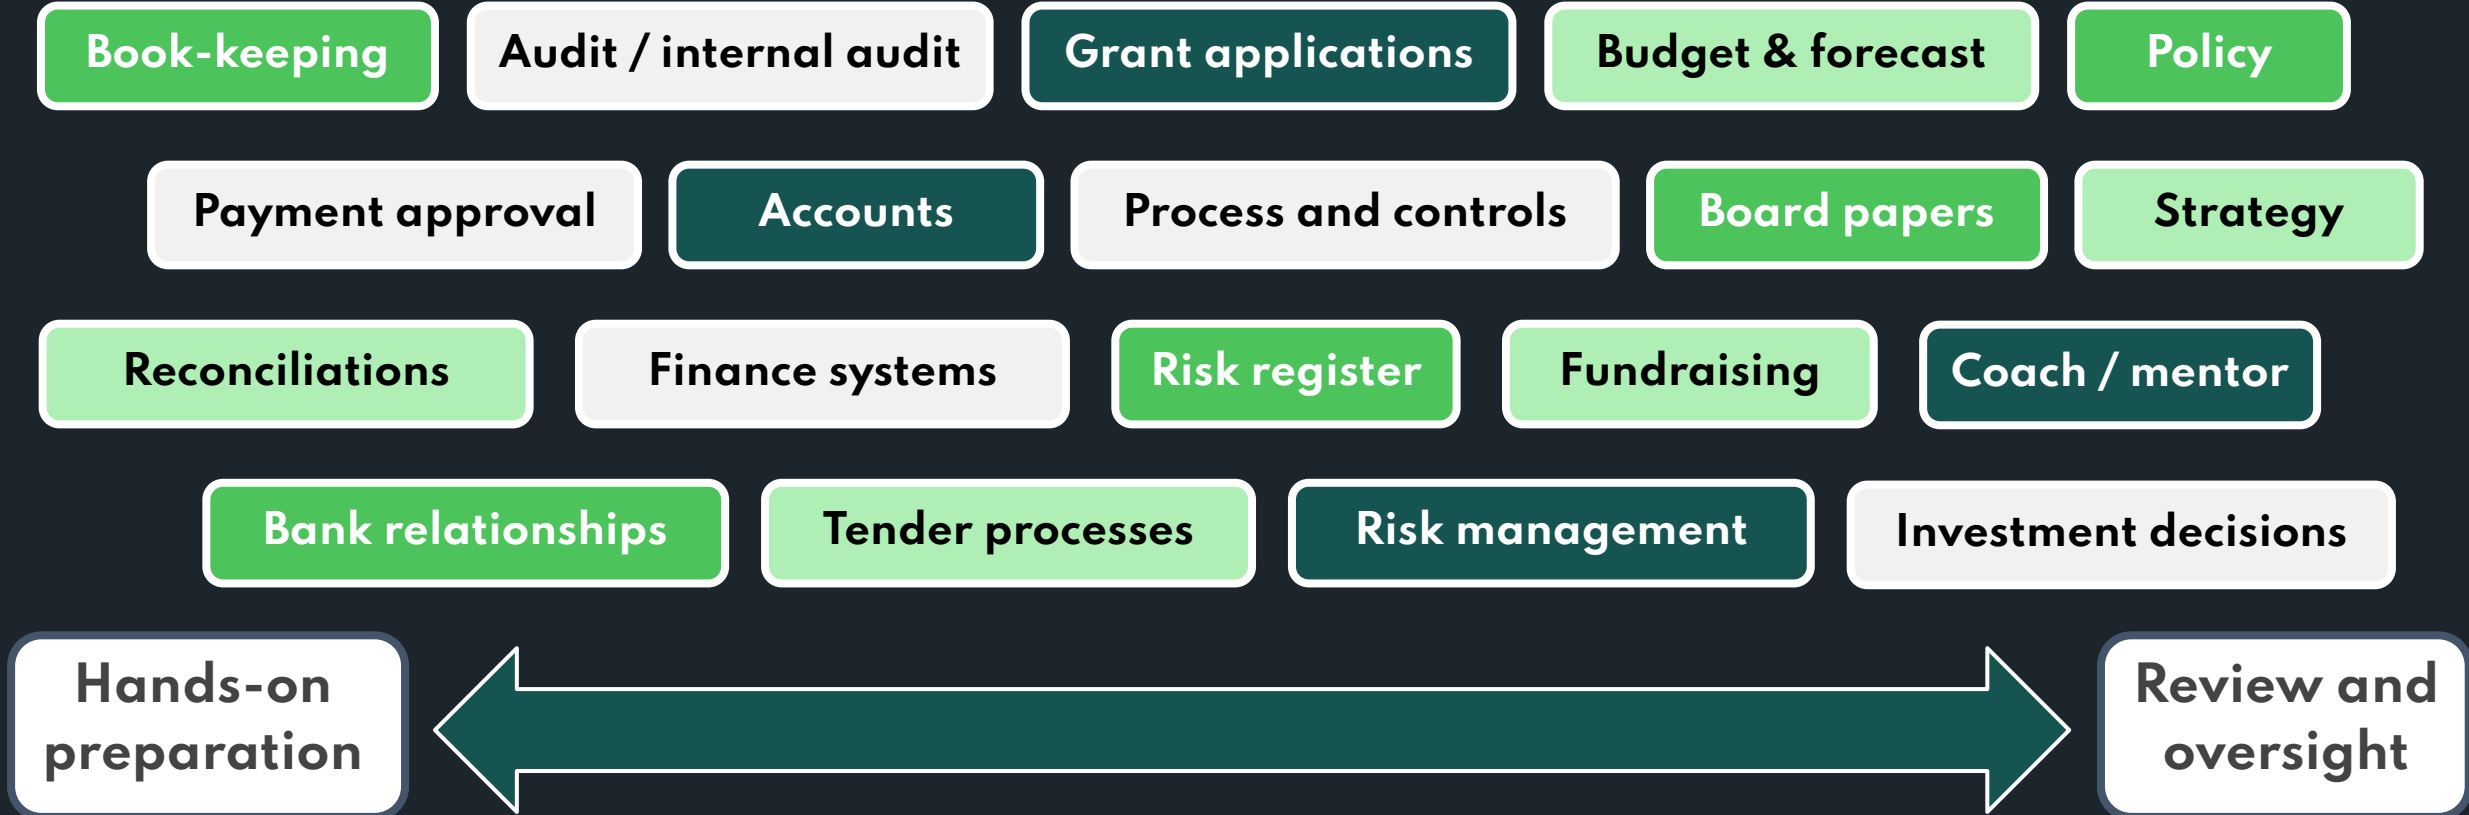 Book-keeping
Audit / internal audit
Grant applications
Budget & forecast
Policy
Payment approval
Accounts
Process and controls
Board papers
Strategy
Reconciliations
Finance systems
Risk register
Fundraising
Coach / mentor
Bank relationships
Tender processes
Risk management
Investment decisions
Hands-on
preparation
Review and
oversight